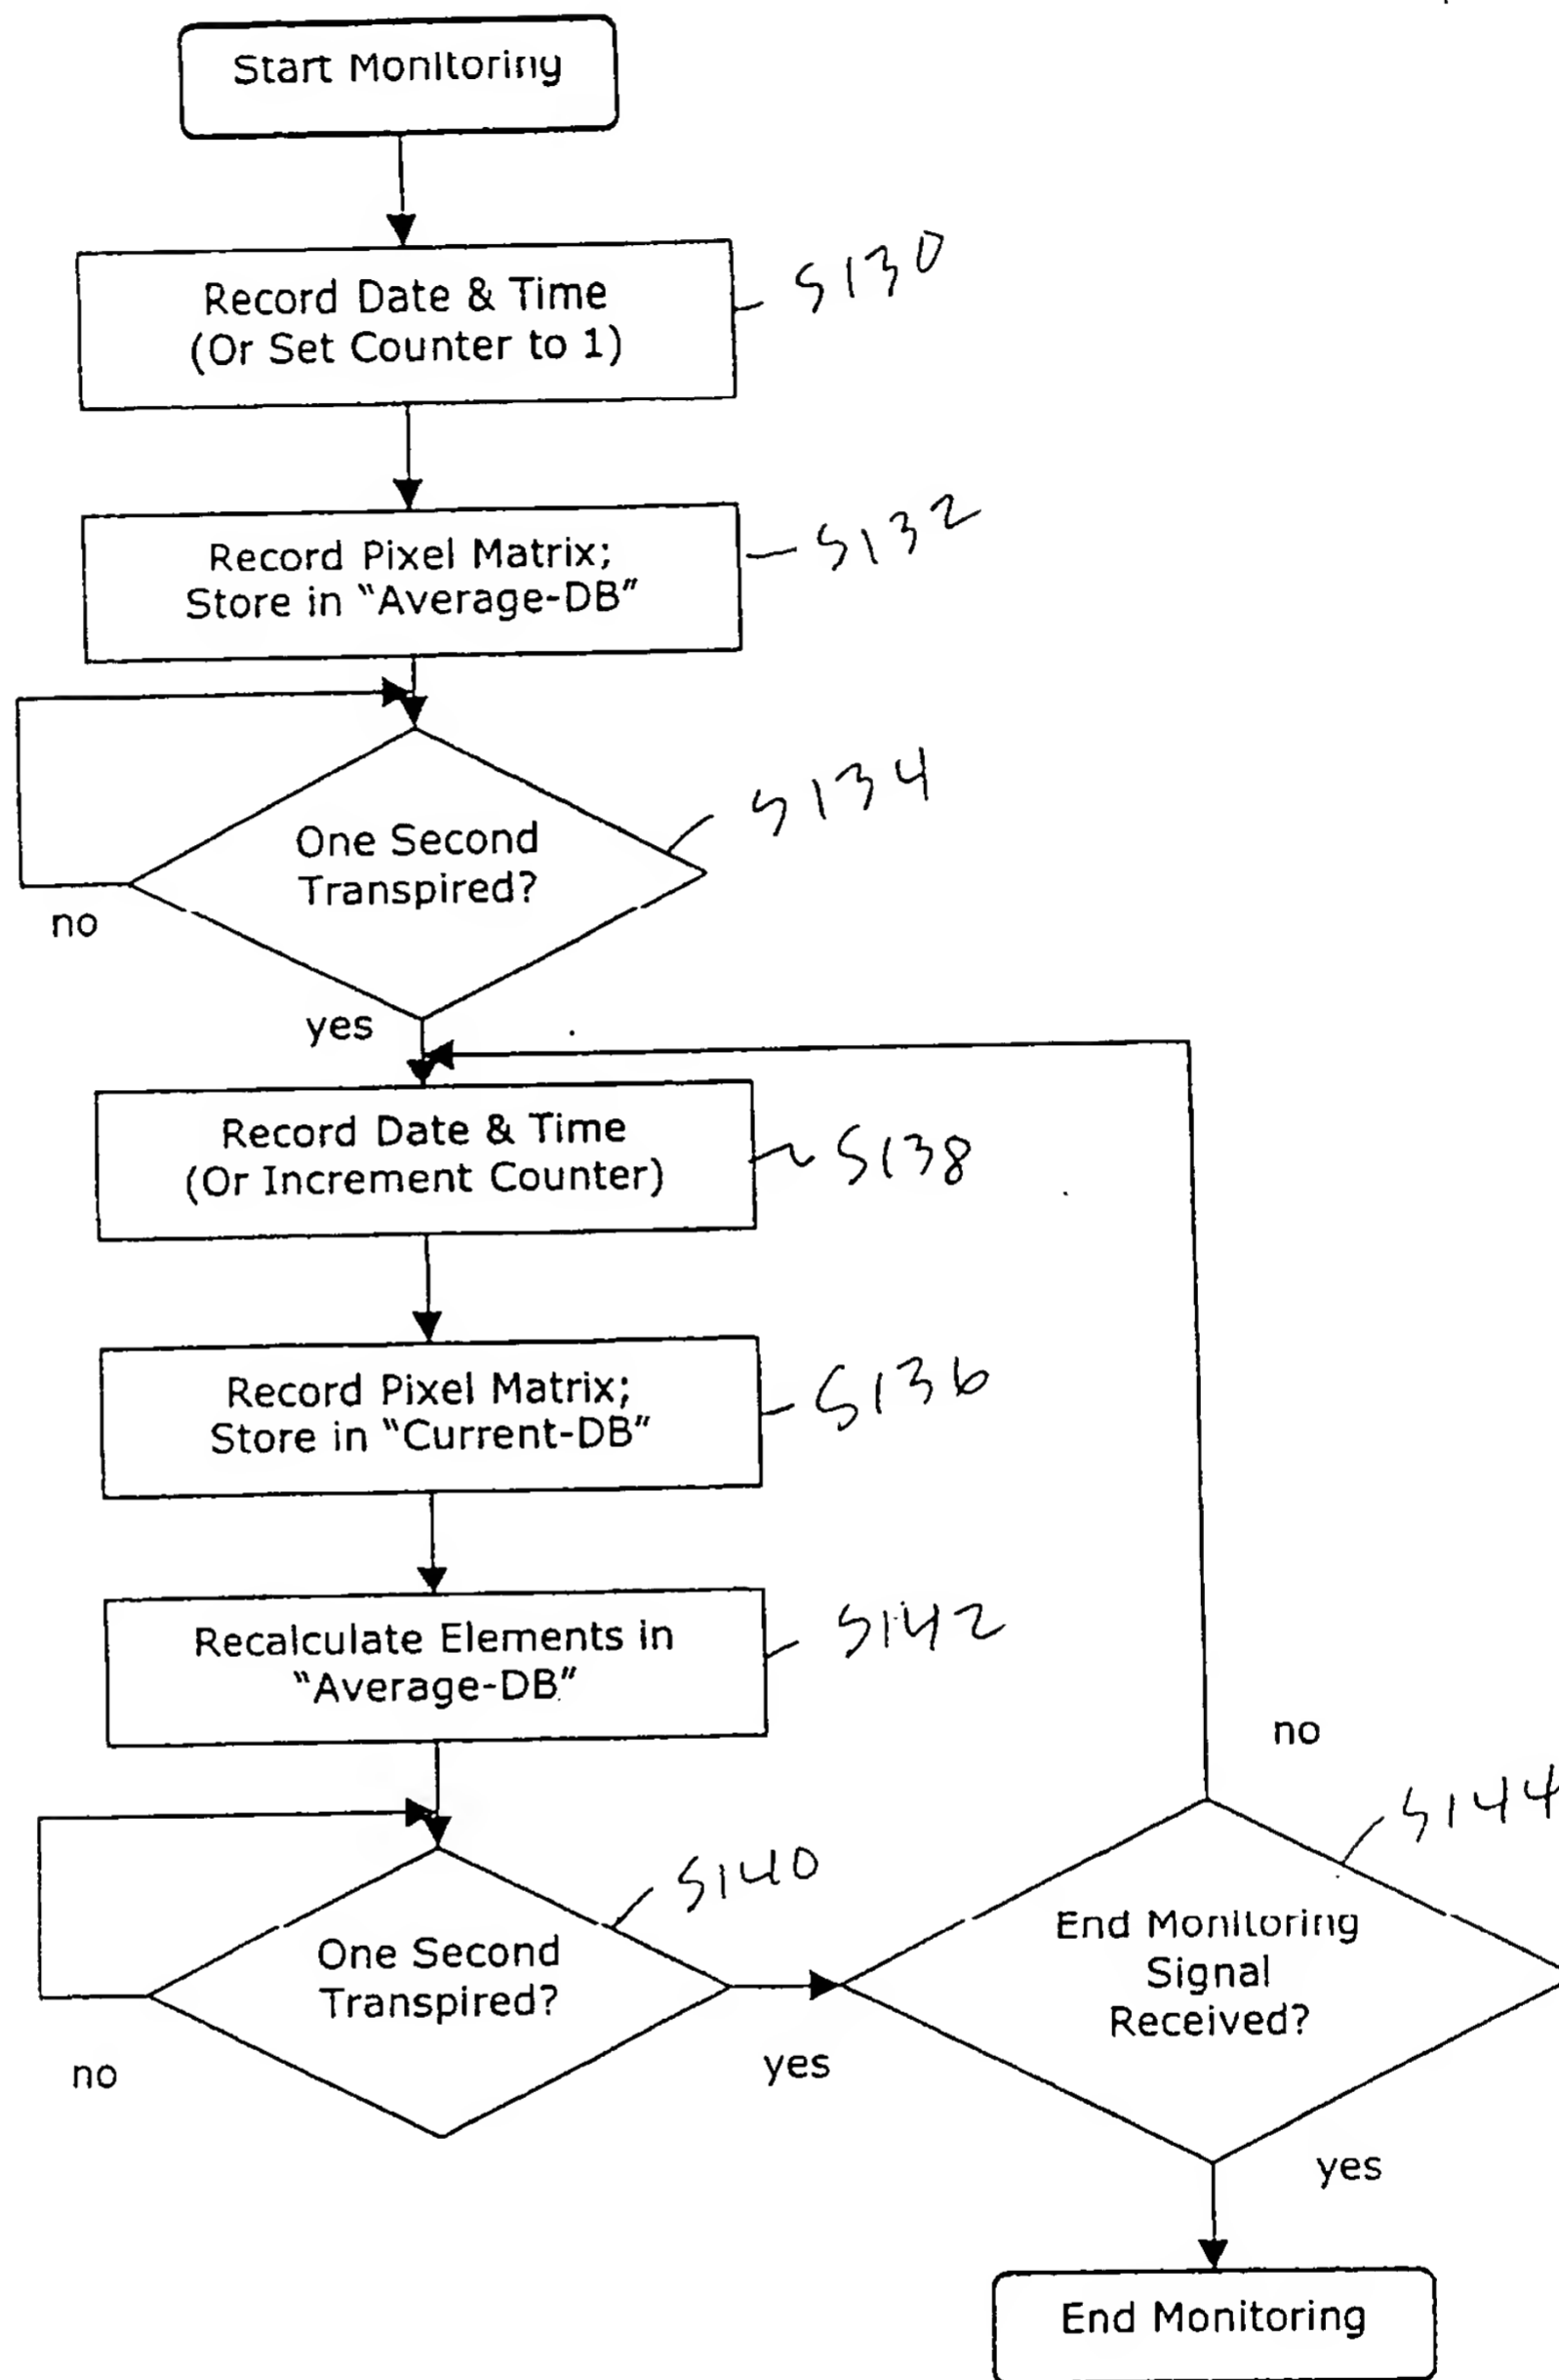 Start Monitoring
Record Date & Time
(Or Set Counter to 1)
S130
Record Pixel Matrix;
Store in “Average-DB”
S132
One Second
Transpired?
S134
no
yes
Record Date & Time
(Or Increment Counter)
S138
Record Pixel Matrix;
Store in “Current-DB”
S136
Recalculate Elements in
“Average-DB”
S142
no
One Second
Transpired?
S140
End Monitoring
Signal
Received?
S144
no
yes
yes
End Monitoring